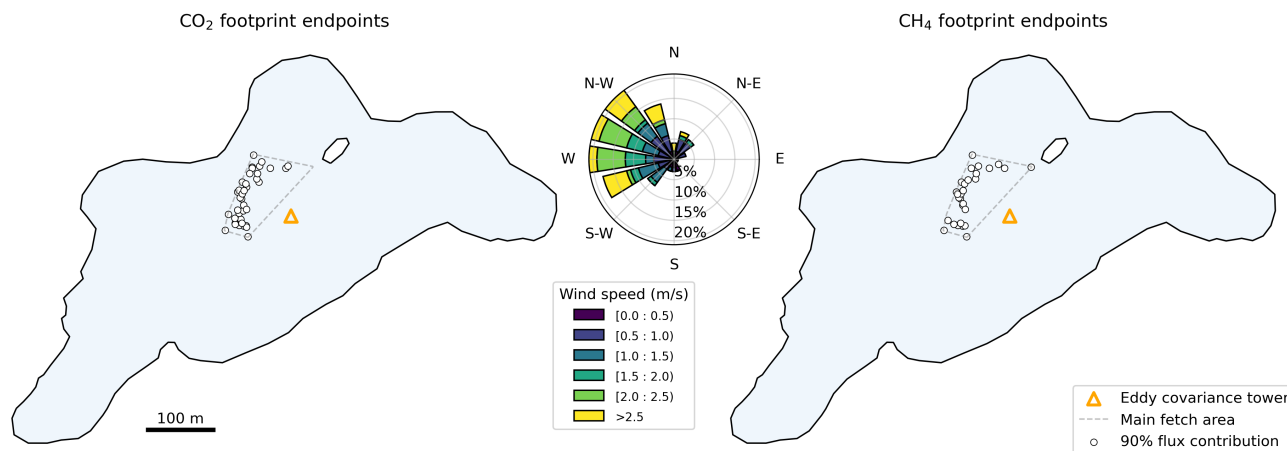 CO₂ footprint endpoints
CH₄ footprint endpoints
N
N-W
N-E
W
E
5%
10%
15%
20%
S-W
S-E
S
Wind speed (m/s)
[0.0 : 0.5)
[0.5 : 1.0)
[1.0 : 1.5)
[1.5 : 2.0)
[2.0 : 2.5)
>2.5
100 m
Eddy covariance tower
Main fetch area
90% flux contribution